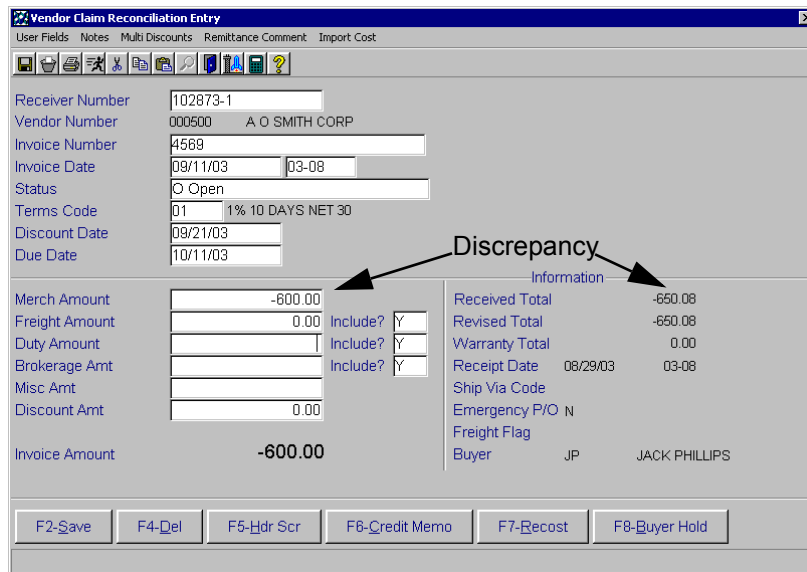 Vendor Claim Reconciliation Entry
User Fields Notes Multi Discounts Remittance Comment Import Cost
Receiver Number 102873-1
Vendor Number 000500 A O SMITH CORP
Invoice Number 4569
Invoice Date 09/11/03 03-08
Status O Open
Terms Code 01 1% 10 DAYS NET 30
Discount Date 09/21/03
Due Date 10/11/03
Discrepancy
Information
Merch Amount -600.00 Received Total -650.08
Freight Amount 0.00 Include? Y Revised Total -650.08
Duty Amount Include? Y Warranty Total 0.00
Brokerage Amt Include? Y Receipt Date 08/29/03 03-08
Misc Amt Ship Via Code
Discount Amt 0.00 Emergency P/O N
Freight Flag
Invoice Amount -600.00 Buyer JP JACK PHILLIPS
F2-Save F4-Del F5-Hdr Scr F6-Credit Memo F7-Recost F8-Buyer Hold